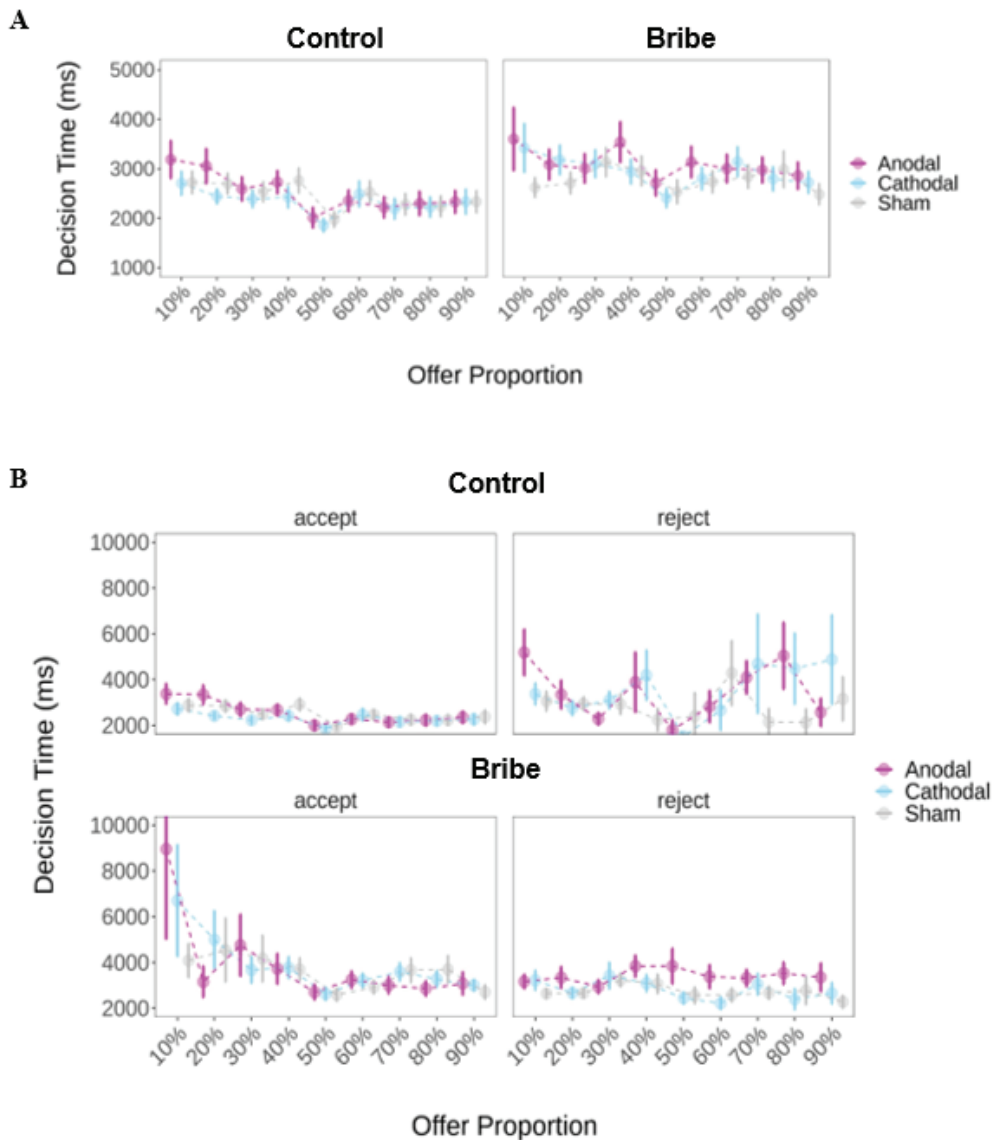 A
Control Bribe
Decision Time (ms)
5000
4000
3000
2000
1000
10% 20% 30% 40% 50% 60% 70% 80% 90% 10% 20% 30% 40% 50% 60% 70% 80% 90%
Offer Proportion
Anodal
Cathodal
Sham
B
Control
accept reject
Decision Time (ms)
10000
8000
6000
4000
2000
Bribe
accept reject
10000
8000
6000
4000
2000
10% 20% 30% 40% 50% 60% 70% 80% 90% 10% 20% 30% 40% 50% 60% 70% 80% 90%
Offer Proportion
Anodal
Cathodal
Sham